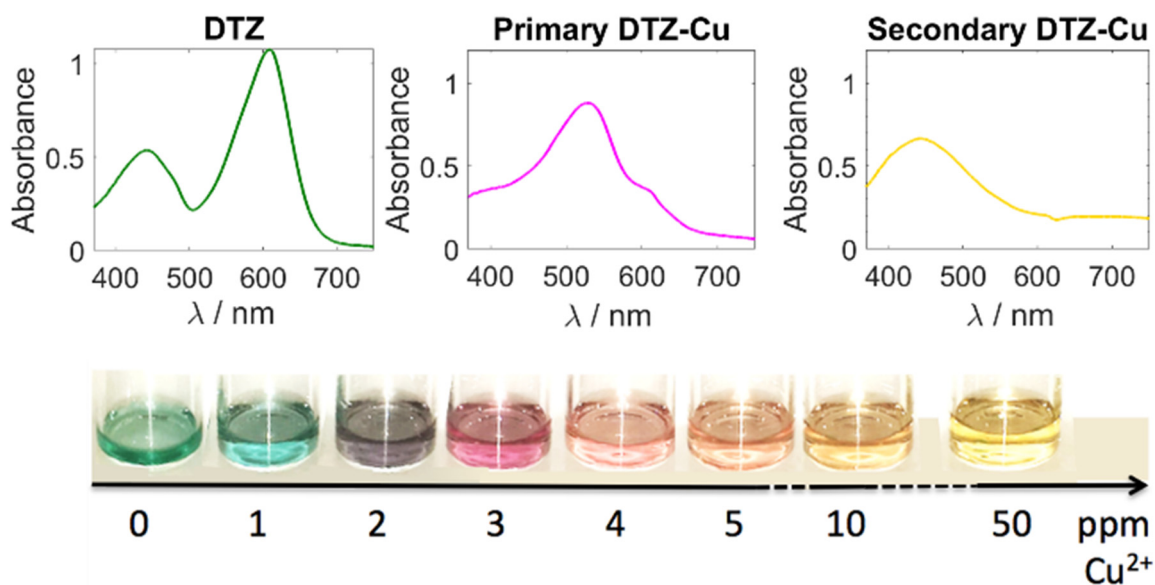 DTZ
Primary DTZ-Cu
Secondary DTZ-Cu
Absorbance
1
0.5
0
400 500 600 700
λ / nm
Absorbance
1
0.5
0
400 500 600 700
λ / nm
Absorbance
1
0.5
0
400 500 600 700
λ / nm
0 1 2 3 4 5 10 50 ppm
Cu²⁺